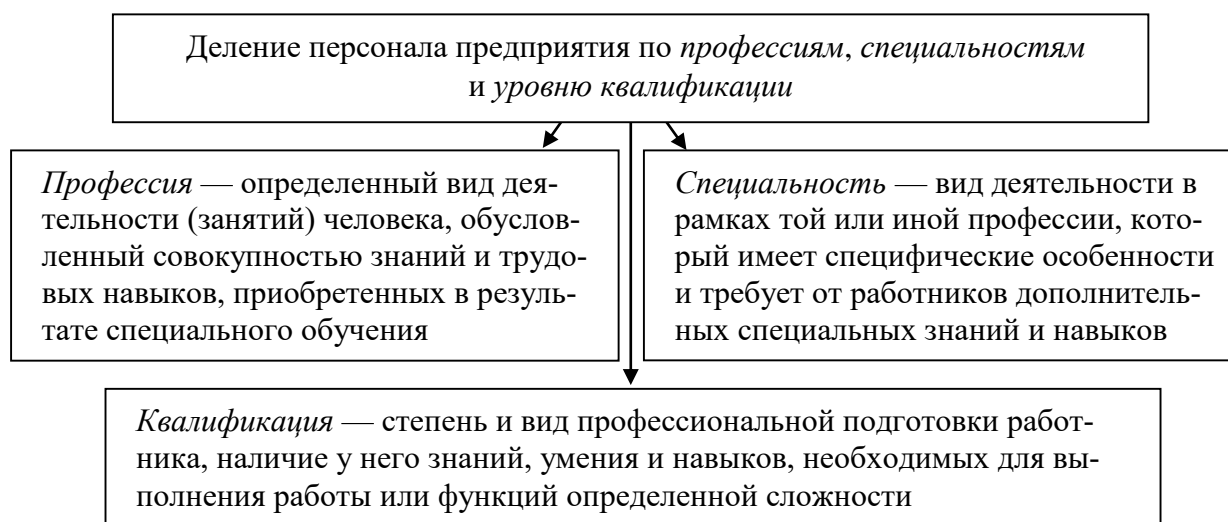 Деление персонала предприятия по профессиям, специальностям
и уровню квалификации
Профессия — определенный вид дея-
тельности (занятий) человека, обуслов-
ленный совокупностью знаний и трудо-
вых навыков, приобретенных в резуль-
тате специального обучения
Специальность — вид деятельности в
рамках той или иной профессии, кото-
рый имеет специфические особенности
и требует от работников дополнитель-
ных специальных знаний и навыков
Квалификация — степень и вид профессиональной подготовки работ-
ника, наличие у него знаний, умения и навыков, необходимых для вы-
полнения работы или функций определенной сложности